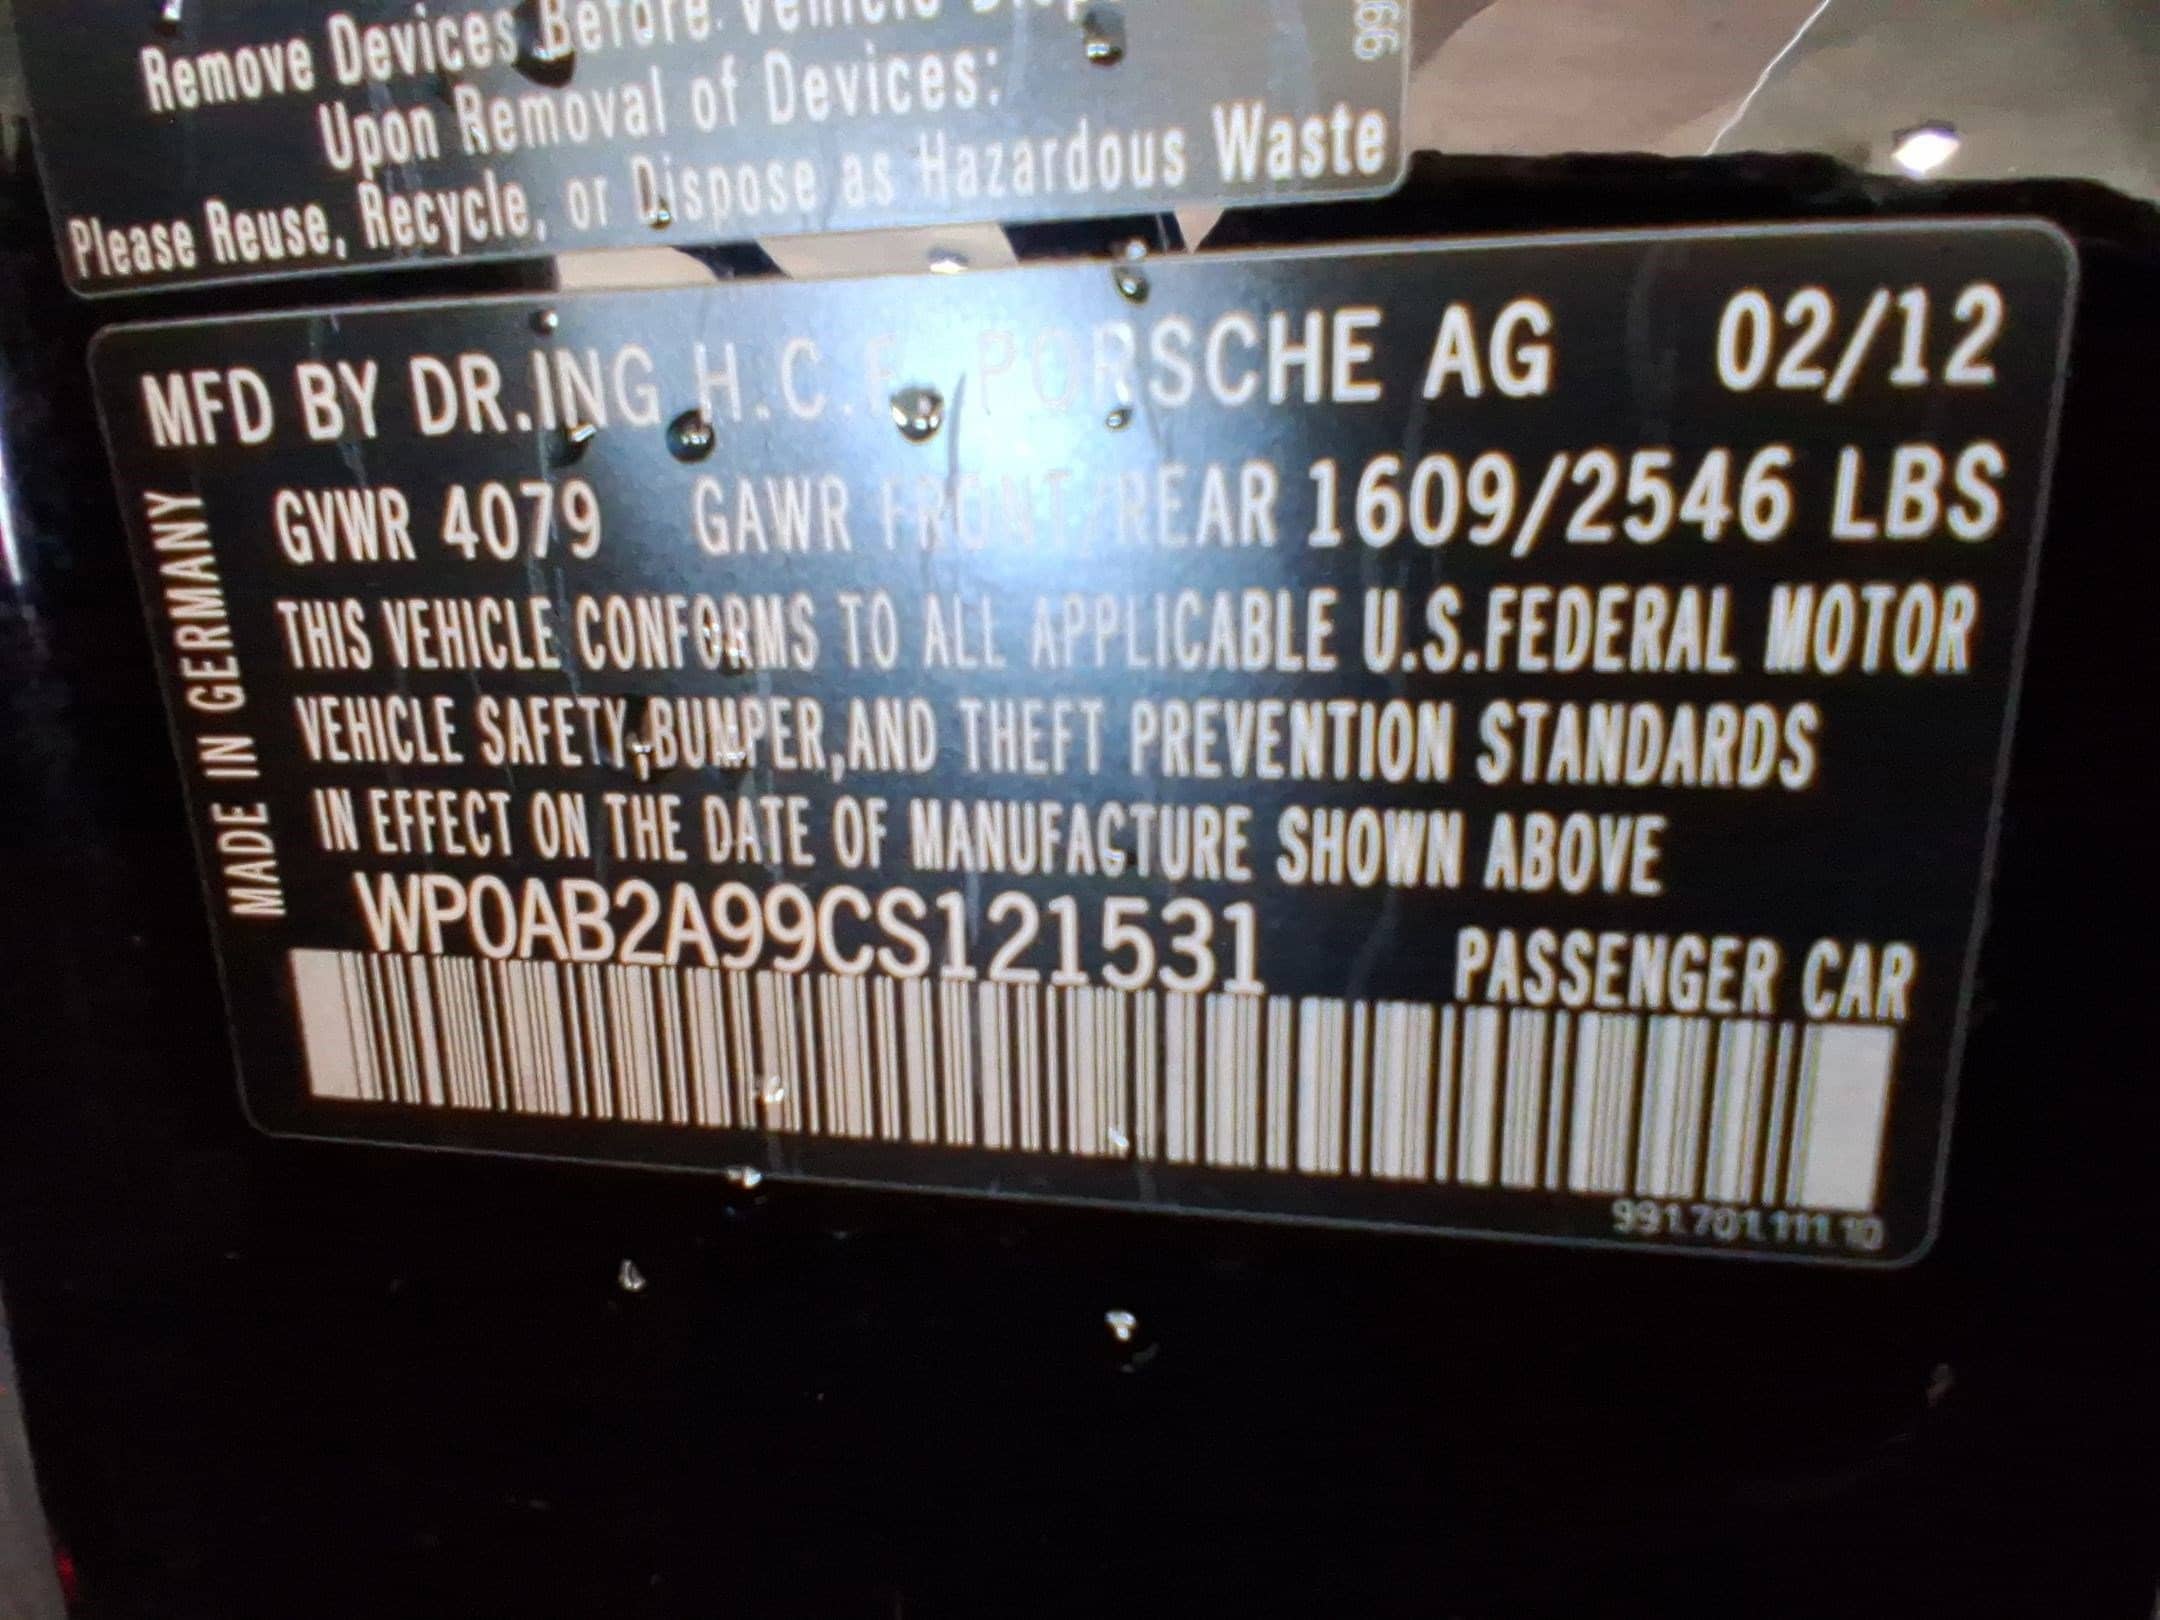 Remove Devices Before Vehicle
Upon Removal of Devices:
Please Reuse, Recycle, or Dispose as Hazardous Waste
MFD BY DR.ING H.C.F. PORSCHE AG 02/12
GVWR 4079 GAWR FRONT/REAR 1609/2546 LBS
THIS VEHICLE CONFORMS TO ALL APPLICABLE U.S.FEDERAL MOTOR
VEHICLE SAFETY,BUMPER,AND THEFT PREVENTION STANDARDS
IN EFFECT ON THE DATE OF MANUFACTURE SHOWN ABOVE
WP0AB2A99CS121531
PASSENGER CAR
991.701.111.10
MADE IN GERMANY